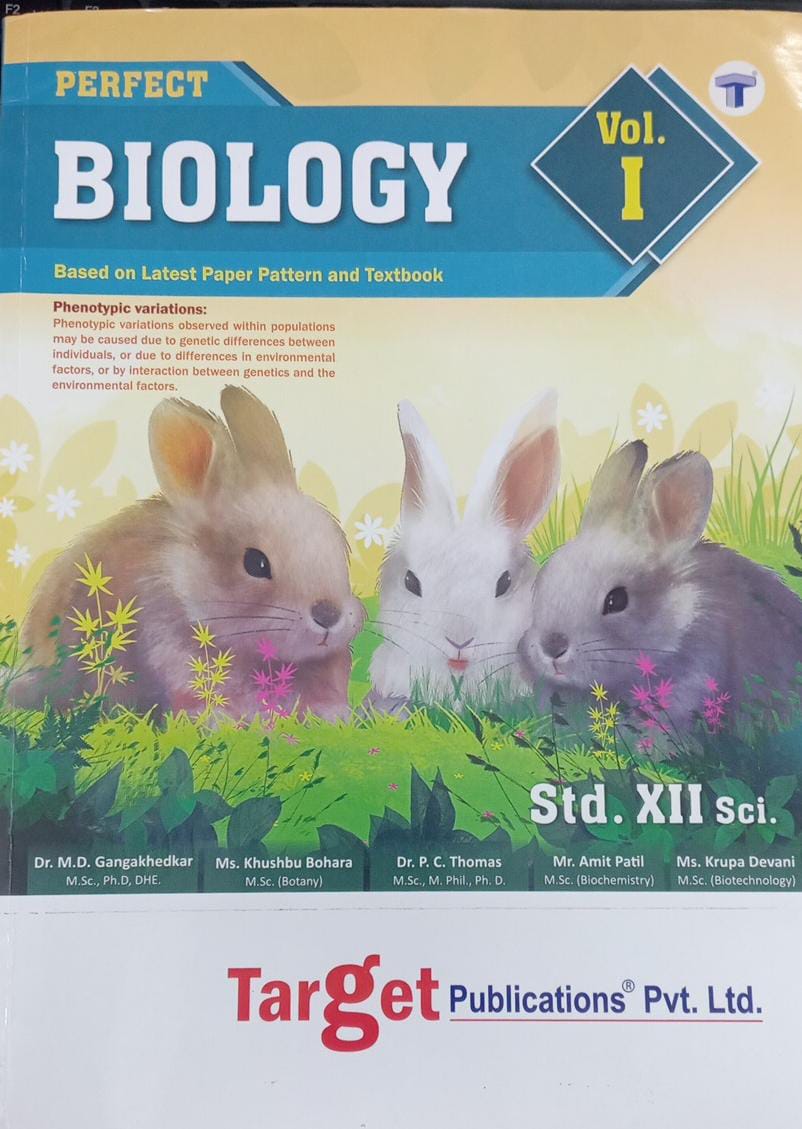 F2
PERFECT
BIOLOGY
Vol.
I
T
Based on Latest Paper Pattern and Textbook
Phenotypic variations:
Phenotypic variations observed within populations
may be caused due to genetic differences between
individuals, or due to differences in environmental
factors, or by interaction between genetics and the
environmental factors.
Std. XII Sci.
Dr. M.D. Gangakhedkar
M.Sc., Ph.D, DHE.
Ms. Khushbu Bohara
M.Sc. (Botany)
Dr. P. C. Thomas
M.Sc., M. Phil., Ph. D.
Mr. Amit Patil
M.Sc. (Biochemistry)
Ms. Krupa Devani
M.Sc. (Biotechnology)
Target Publications® Pvt. Ltd.